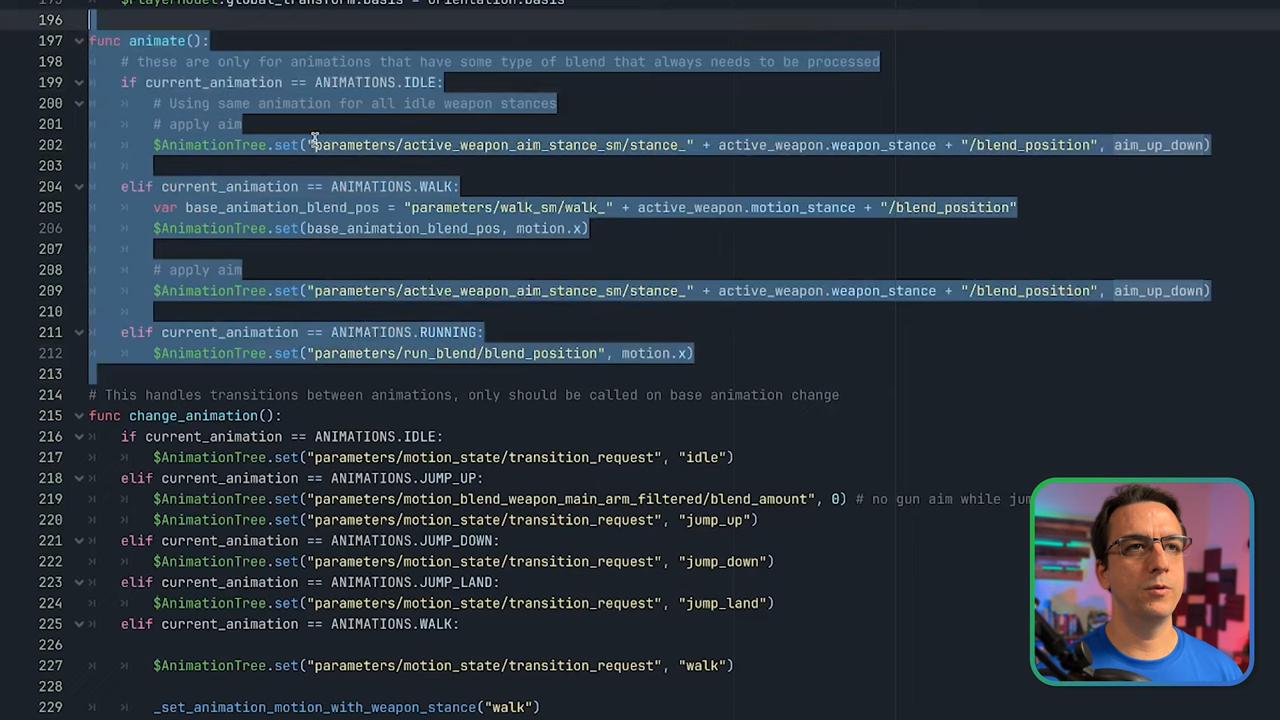 195 $PlayerModel.global_transform.basis = orientation.basis
196
197 func animate():
198 # these are only for animations that have some type of blend that always needs to be processed
199 if current_animation == ANIMATIONS.IDLE:
200 # Using same animation for all idle weapon stances
201 # apply aim
202 $AnimationTree.set("parameters/active_weapon_aim_stance_sm/stance_" + active_weapon.weapon_stance + "/blend_position", aim_up_down)
203
204 elif current_animation == ANIMATIONS.WALK:
205 var base_animation_blend_pos = "parameters/walk_sm/walk_" + active_weapon.motion_stance + "/blend_position"
206 $AnimationTree.set(base_animation_blend_pos, motion.x)
207
208 # apply aim
209 $AnimationTree.set("parameters/active_weapon_aim_stance_sm/stance_" + active_weapon.weapon_stance + "/blend_position", aim_up_down)
210
211 elif current_animation == ANIMATIONS.RUNNING:
212 $AnimationTree.set("parameters/run_blend/blend_position", motion.x)
213
214 # This handles transitions between animations, only should be called on base animation change
215 func change_animation():
216 if current_animation == ANIMATIONS.IDLE:
217 $AnimationTree.set("parameters/motion_state/transition_request", "idle")
218 elif current_animation == ANIMATIONS.JUMP_UP:
219 $AnimationTree.set("parameters/motion_blend_weapon_main_arm_filtered/blend_amount", 0) # no gun aim while
220 $AnimationTree.set("parameters/motion_state/transition_request", "jump_up")
221 elif current_animation == ANIMATIONS.JUMP_DOWN:
222 $AnimationTree.set("parameters/motion_state/transition_request", "jump_down")
223 elif current_animation == ANIMATIONS.JUMP_LAND:
224 $AnimationTree.set("parameters/motion_state/transition_request", "jump_land")
225 elif current_animation == ANIMATIONS.WALK:
226
227 $AnimationTree.set("parameters/motion_state/transition_request", "walk")
228
229 _set_animation_motion_with_weapon_stance("walk")